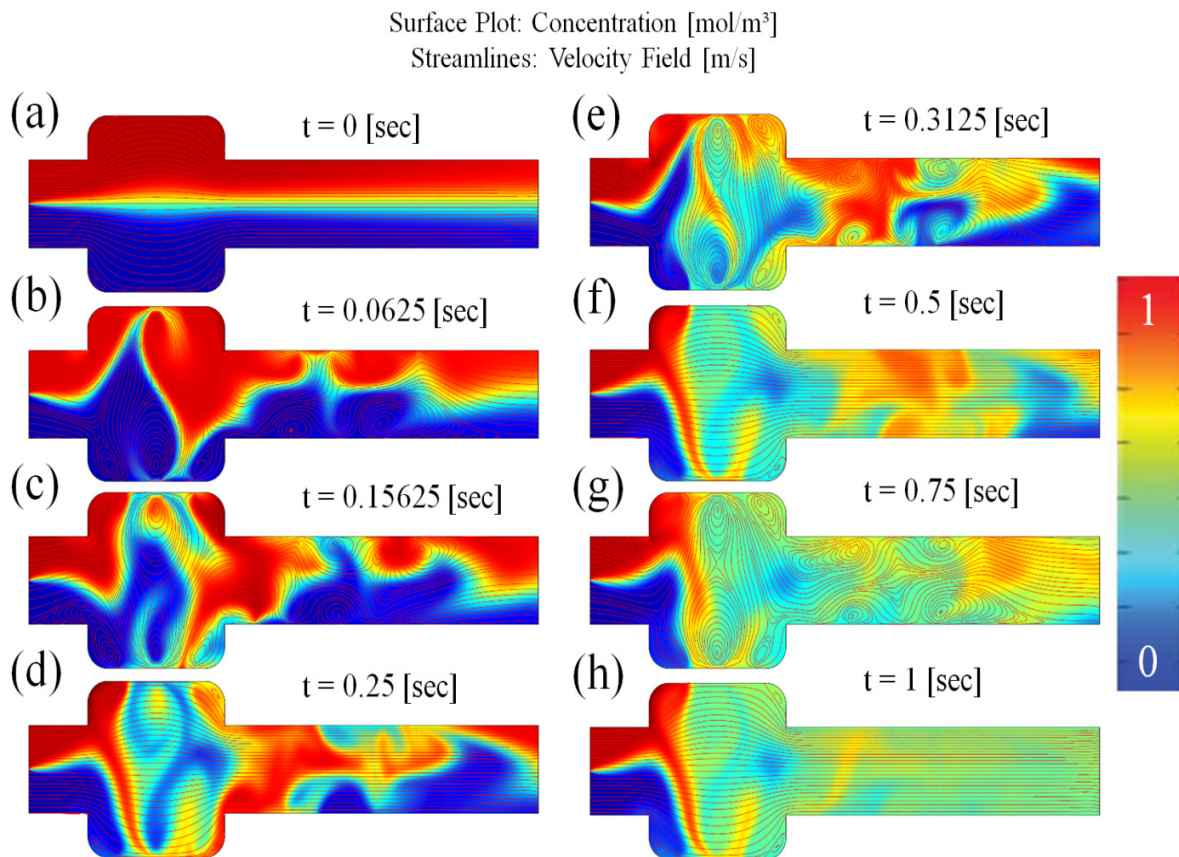 Surface Plot: Concentration [mol/m³]
Streamlines: Velocity Field [m/s]
(a) t = 0 [sec]
(b) t = 0.0625 [sec]
(c) t = 0.15625 [sec]
(d) t = 0.25 [sec]
(e) t = 0.3125 [sec]
(f) t = 0.5 [sec]
(g) t = 0.75 [sec]
(h) t = 1 [sec]
1
0